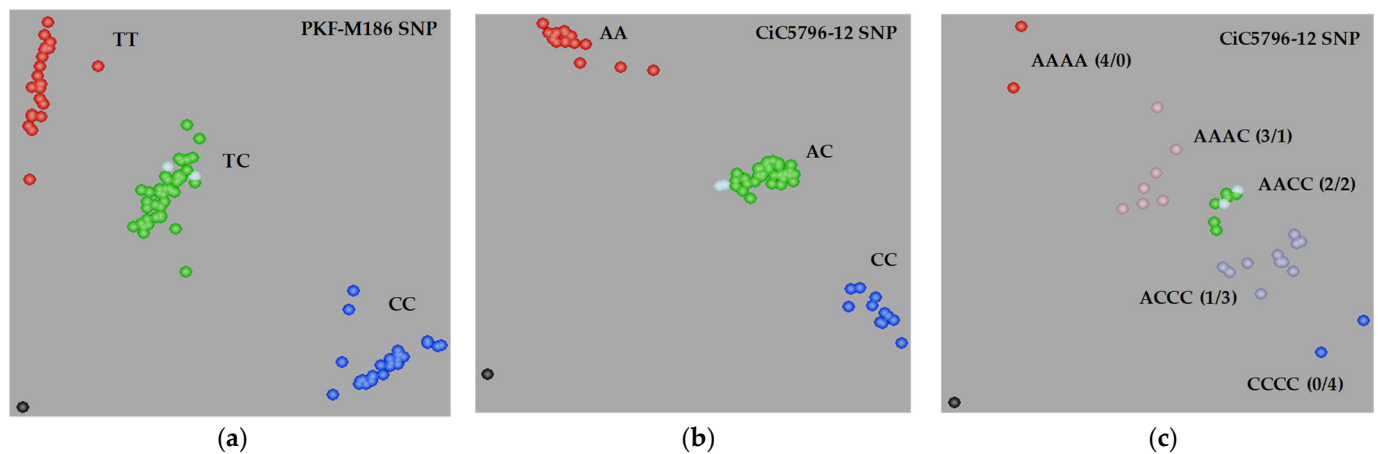 PKF-M186 SNP
TT
TC
CC
(a)
CiC5796-12 SNP
AA
AC
CC
(b)
CiC5796-12 SNP
AAAA (4/0)
AAAC (3/1)
AACC (2/2)
ACCC (1/3)
CCCC (0/4)
(c)